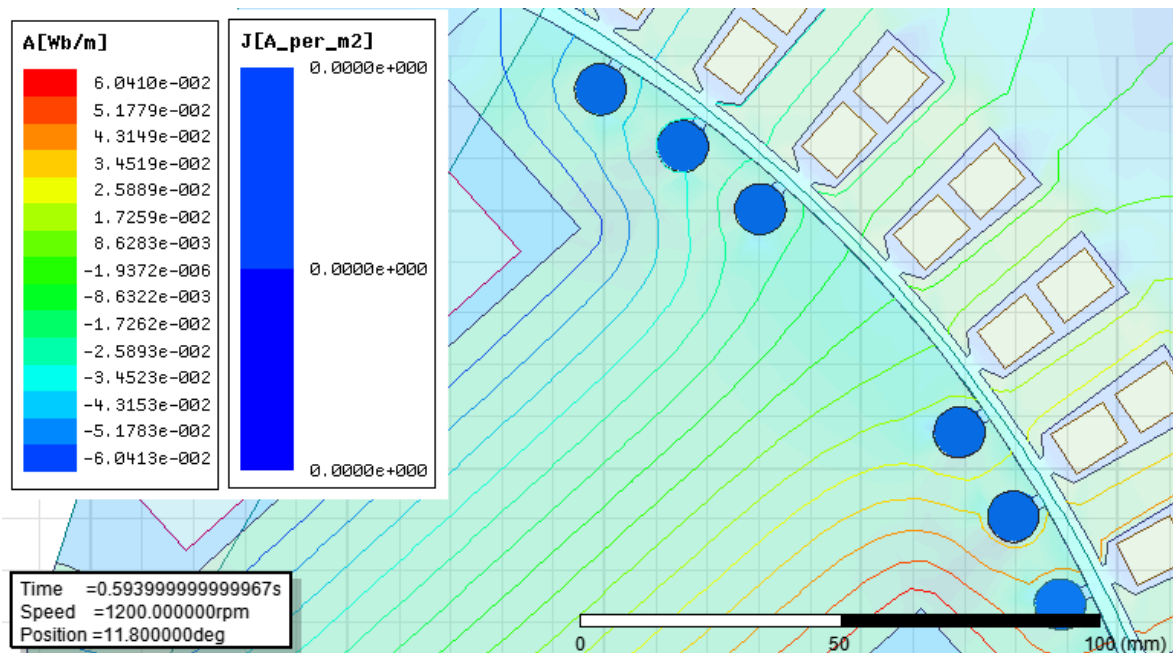 A[Wb/m]
6.0410e-002
5.1779e-002
4.3149e-002
3.4519e-002
2.5889e-002
1.7259e-002
8.6283e-003
-1.9372e-006
-8.6322e-003
-1.7262e-002
-2.5893e-002
-3.4523e-002
-4.3153e-002
-5.1783e-002
-6.0413e-002
J[A_per_m2]
0.0000e+000
0.0000e+000
0.0000e+000
Time =0.593999999999967s
Speed =1200.000000rpm
Position =11.800000deg
0 50 100 (mm)